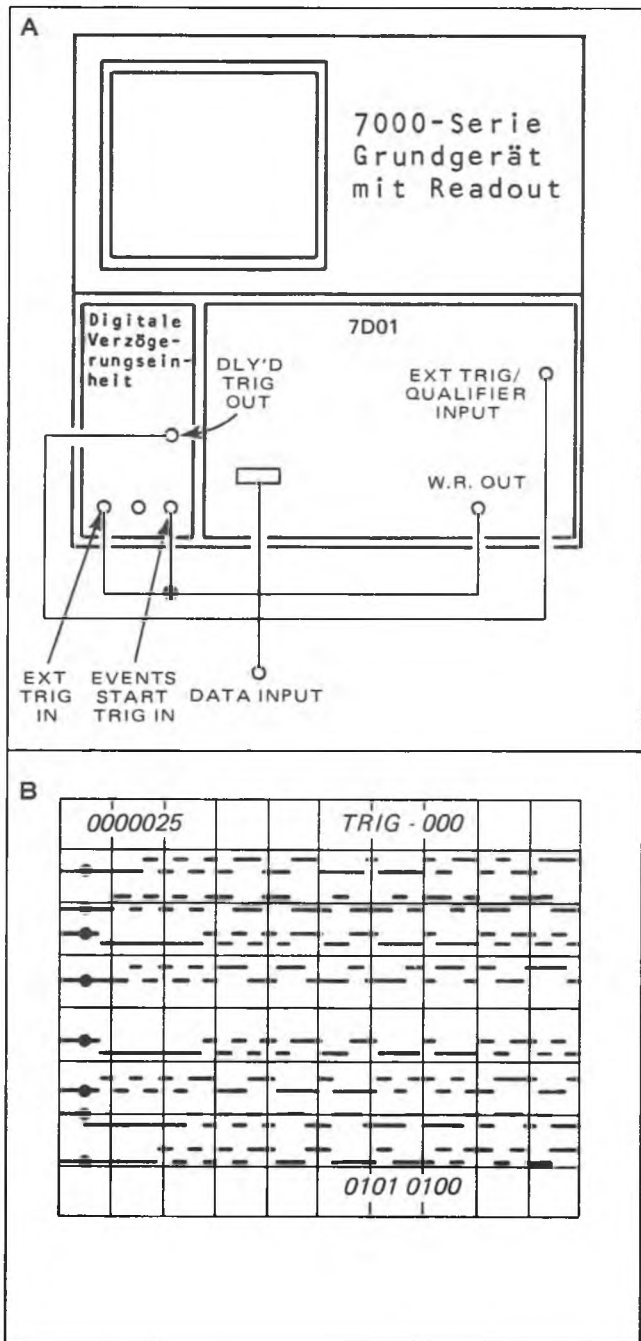 A
7000-Serie
Grundgerät
mit Readout
Digitale
Verzöge-
rungsein-
heit
7D01
DLY'D
TRIG
OUT
EXT TRIG/
QUALIFIER
INPUT
W.R. OUT
EXT
TRIG
IN
EVENTS
START
TRIG IN
DATA INPUT
B
0000025
TRIG - 000
0101 0100